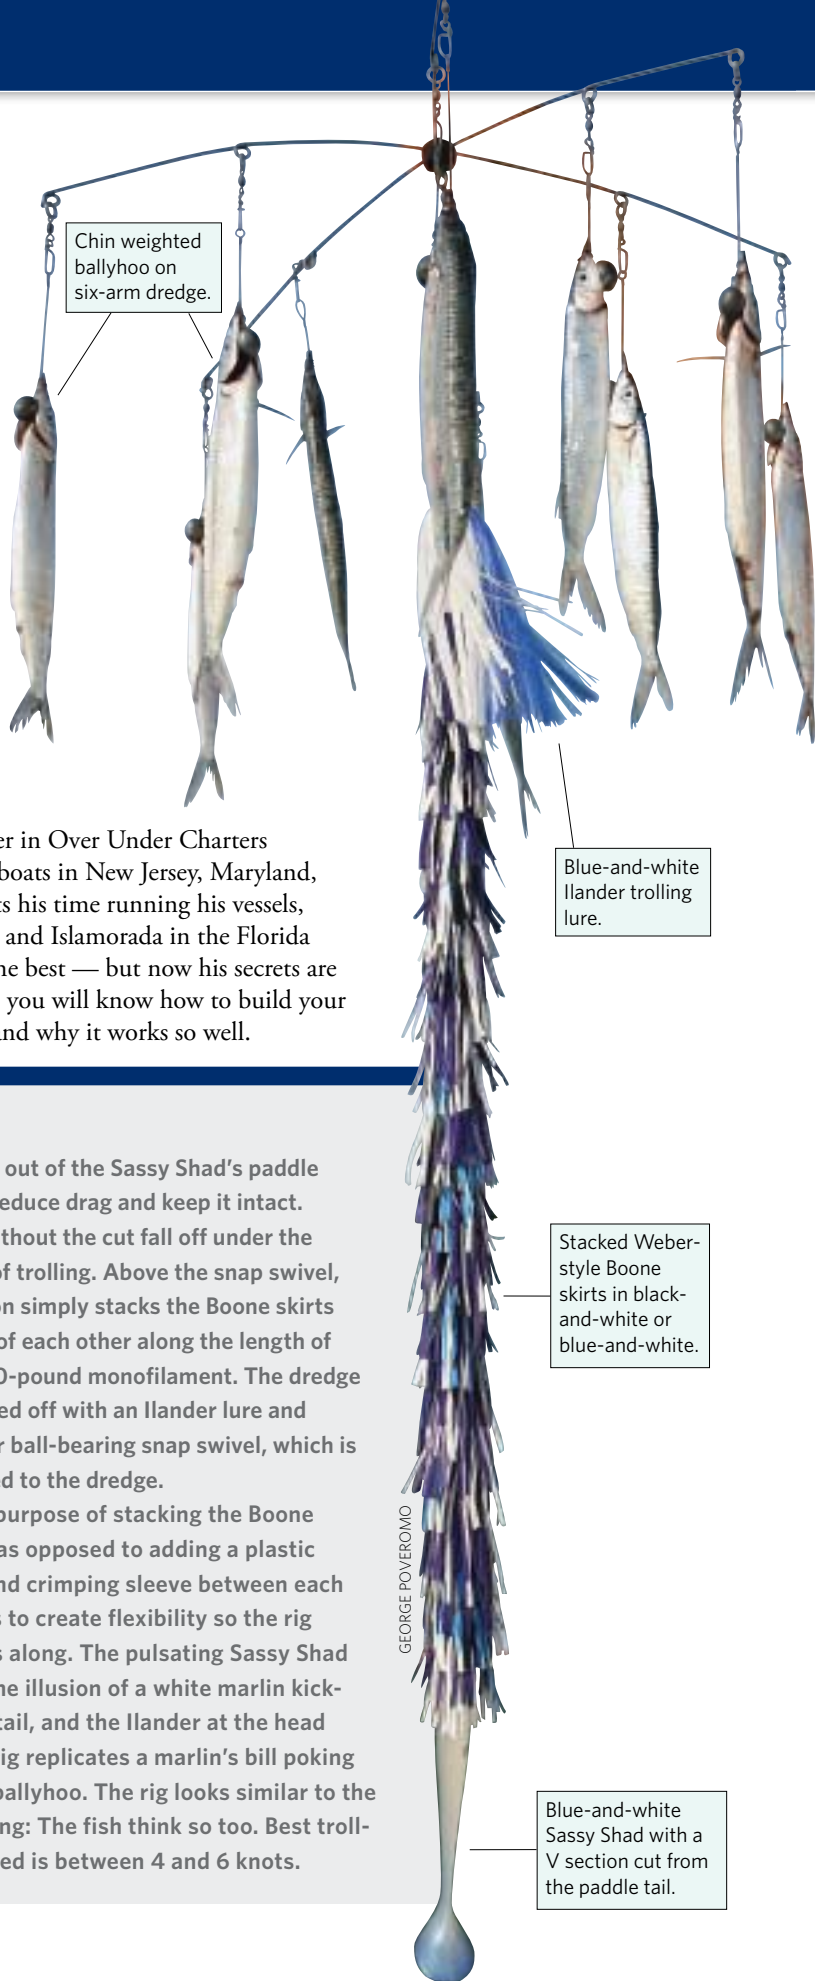 Chin weighted
ballyhoo on
six-arm dredge.
er in Over Under Charters
boats in New Jersey, Maryland,
ts his time running his vessels,
and Islamorada in the Florida
he best — but now his secrets are
you will know how to build your
and why it works so well.
Blue-and-white
Ilander trolling
lure.
out of the Sassy Shad’s paddle
educe drag and keep it intact.
thout the cut fall off under the
of trolling. Above the snap swivel,
on simply stacks the Boone skirts
of each other along the length of
0-pound monofilament. The dredge
ed off with an Ilander lure and
r ball-bearing snap swivel, which is
d to the dredge.
purpose of stacking the Boone
as opposed to adding a plastic
nd crimping sleeve between each
s to create flexibility so the rig
s along. The pulsating Sassy Shad
he illusion of a white marlin kick-
tail, and the Ilander at the head
rig replicates a marlin’s bill poking
ballyhoo. The rig looks similar to the
ng: The fish think so too. Best troll-
ed is between 4 and 6 knots.
Stacked Weber-
style Boone
skirts in black-
and-white or
blue-and-white.
GEORGE POVEROMO
Blue-and-white
Sassy Shad with a
V section cut from
the paddle tail.